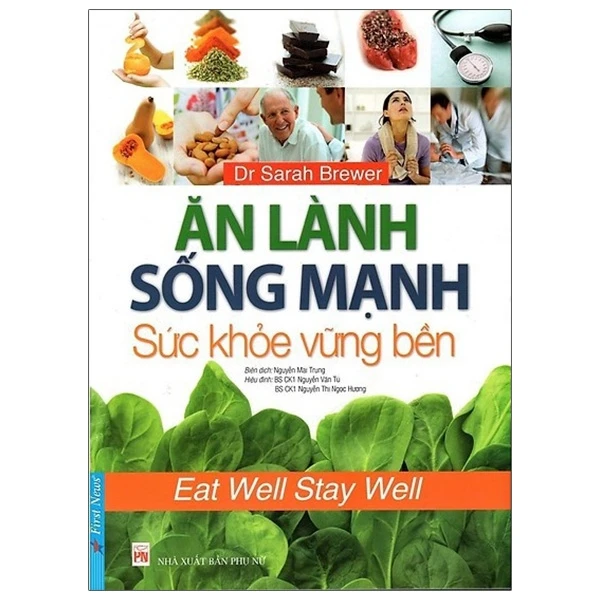 Dr Sarah Brewer
ĂN LÀNH
SỐNG MẠNH
Sức khỏe vững bền
Biên dịch: Nguyễn Mai Trung
Hiệu đính: BS CK1 Nguyễn Văn Tụ
BS CK1 Nguyễn Thị Ngọc Hương
Eat Well Stay Well
First News
PN
NHÀ XUẤT BẢN PHỤ NỮ